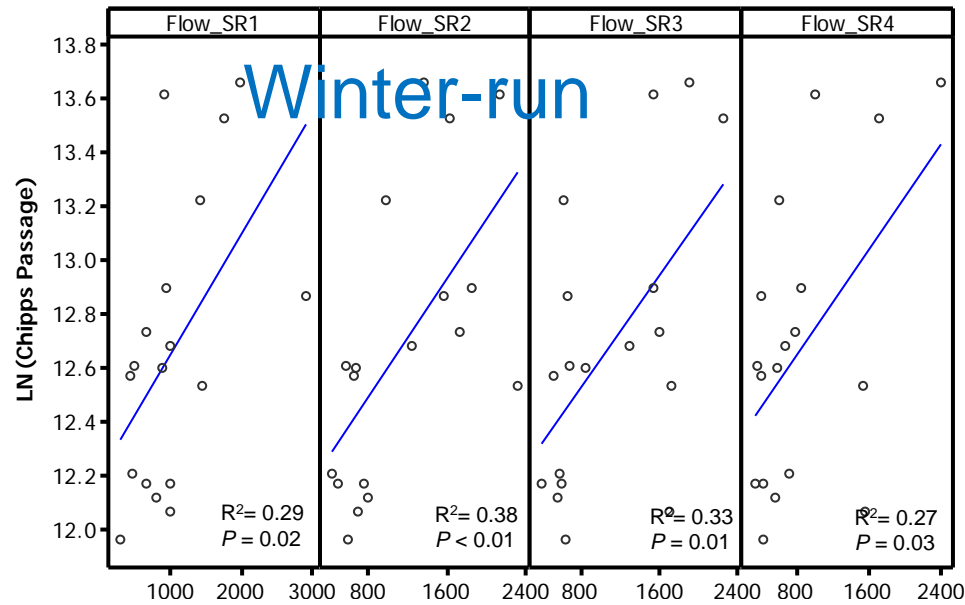 Flow_SR1 Flow_SR2 Flow_SR3 Flow_SR4
Winter-run
LN (Chipps Passage)
13.8
13.6
13.4
13.2
13.0
12.8
12.6
12.4
12.2
12.0
R²= 0.29
P = 0.02
R²= 0.38
P < 0.01
R²= 0.33
P = 0.01
R²= 0.27
P = 0.03
1000 2000 3000 800 1600 2400 800 1600 2400 800 1600 2400